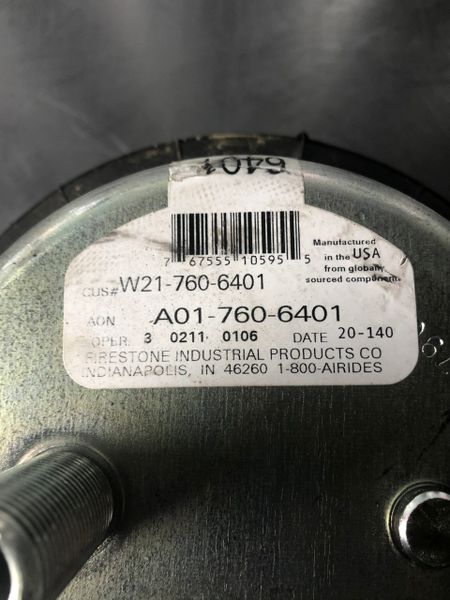 6401
7 67555 10595 5
Manufactured
in the USA
from globally
sourced components
CUS# W21-760-6401
AON A01-760-6401
OPER. 3 0211 0106 DATE 20-140
FIRESTONE INDUSTRIAL PRODUCTS CO
INDIANAPOLIS, IN 46260 1-800-AIRIDES